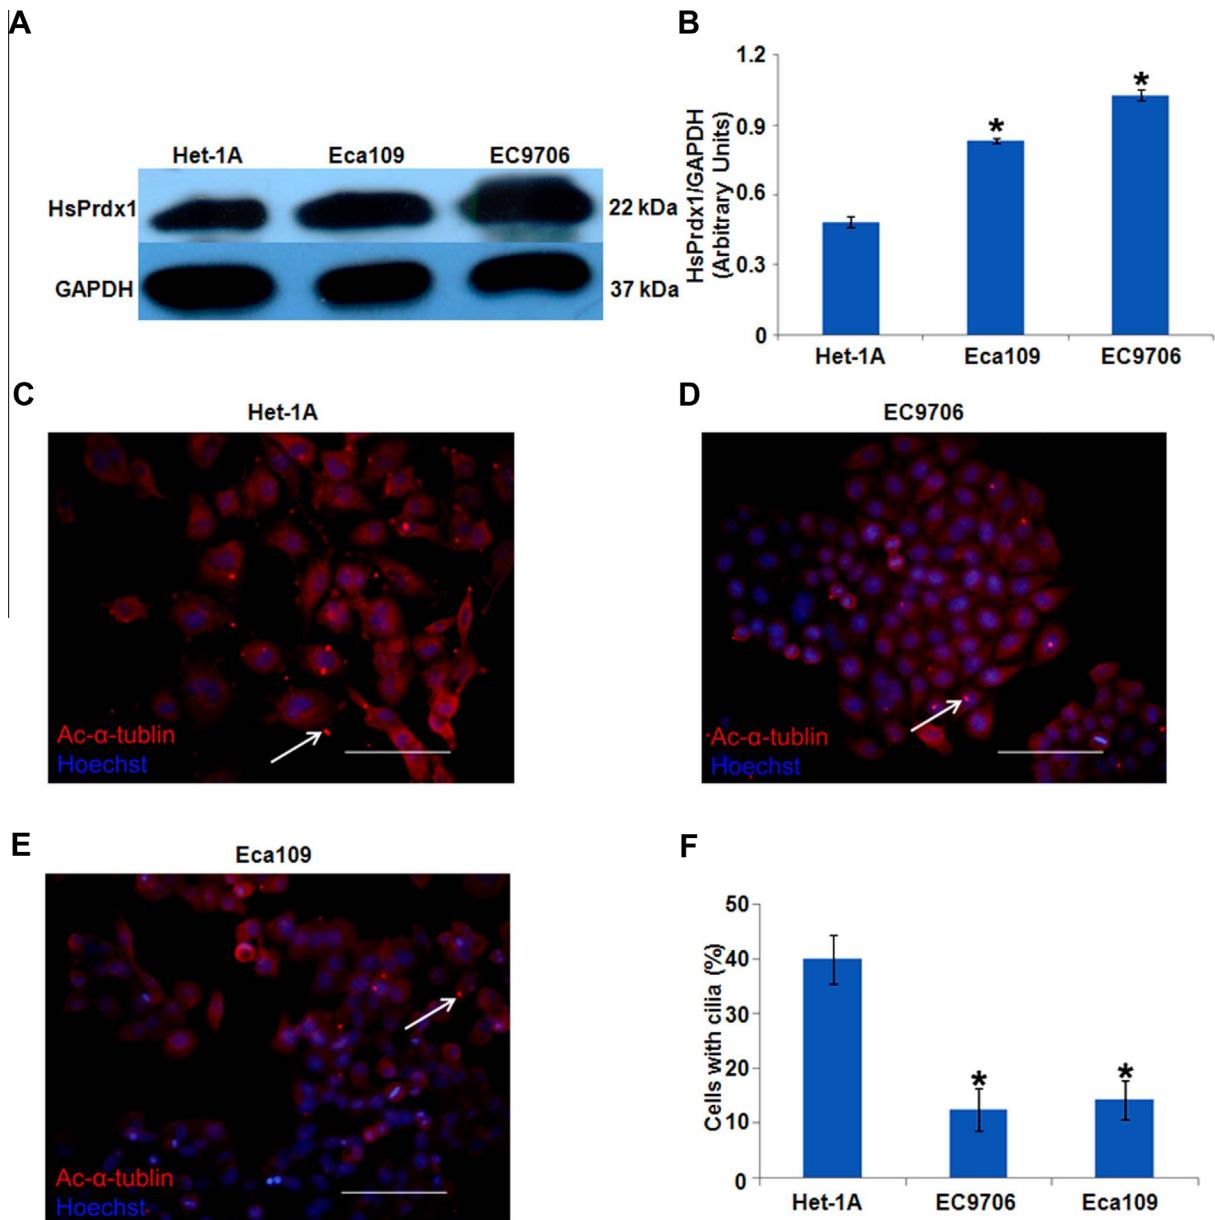 A
Het-1A Eca109 EC9706
HsPrdx1 22 kDa
GAPDH 37 kDa
B
HsPrdx1/GAPDH
(Arbitrary Units)
1.2
0.9
0.6
0.3
0
*
*
Het-1A Eca109 EC9706
C
Het-1A
Ac-α-tublin
Hoechst
D
EC9706
Ac-α-tublin
Hoechst
E
Eca109
Ac-α-tublin
Hoechst
F
Cells with cilia (%)
50
40
30
20
10
0
*
*
Het-1A EC9706 Eca109